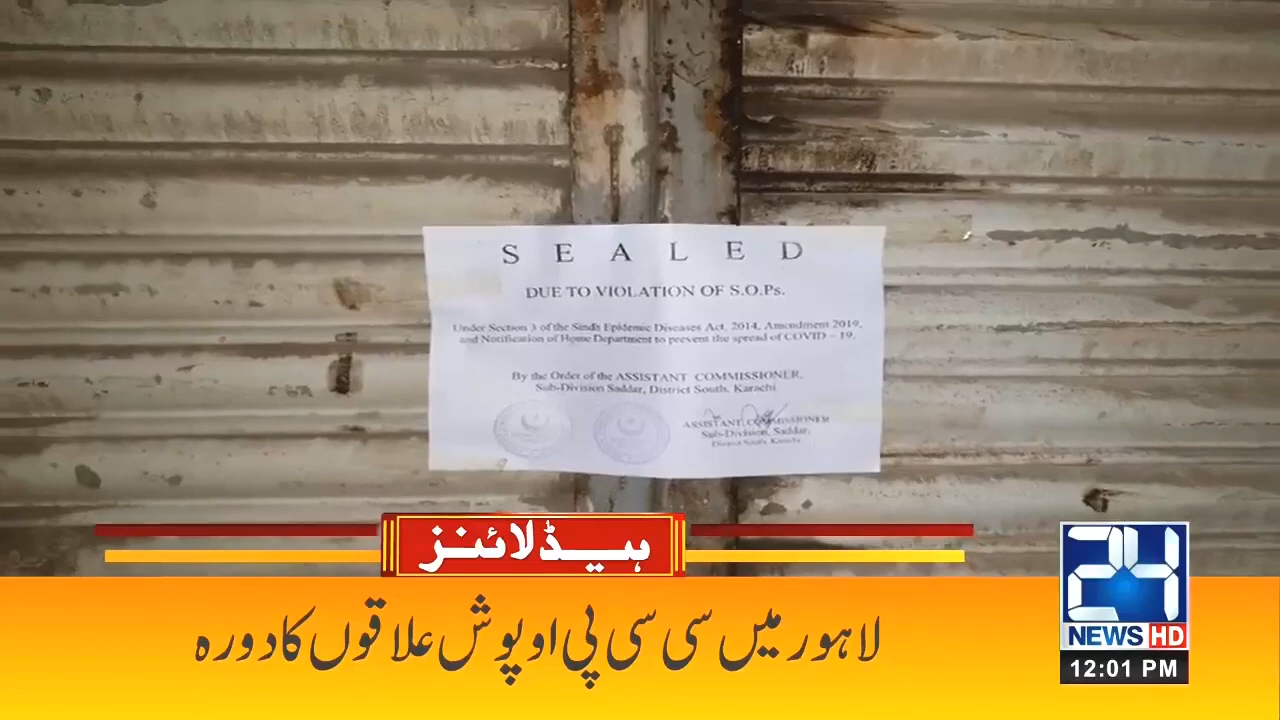 S E A L E D
DUE TO VIOLATION OF S.O.Ps.
Under Section 3 of the Sindh Epidemic Diseases Act, 2014, Amendment 2019,
and Notification of Home Department to prevent the spread of COVID – 19.
By the Order of the ASSISTANT COMMISSIONER,
Sub-Division Saddar, District South, Karachi
ASSISTANT COMMISSIONER
Sub-Division, Saddar,
District South, Karachi.
ہیڈلائنز
لاہور میں سی سی پی او پوش علاقوں کا دورہ
24
NEWS HD
12:01 PM